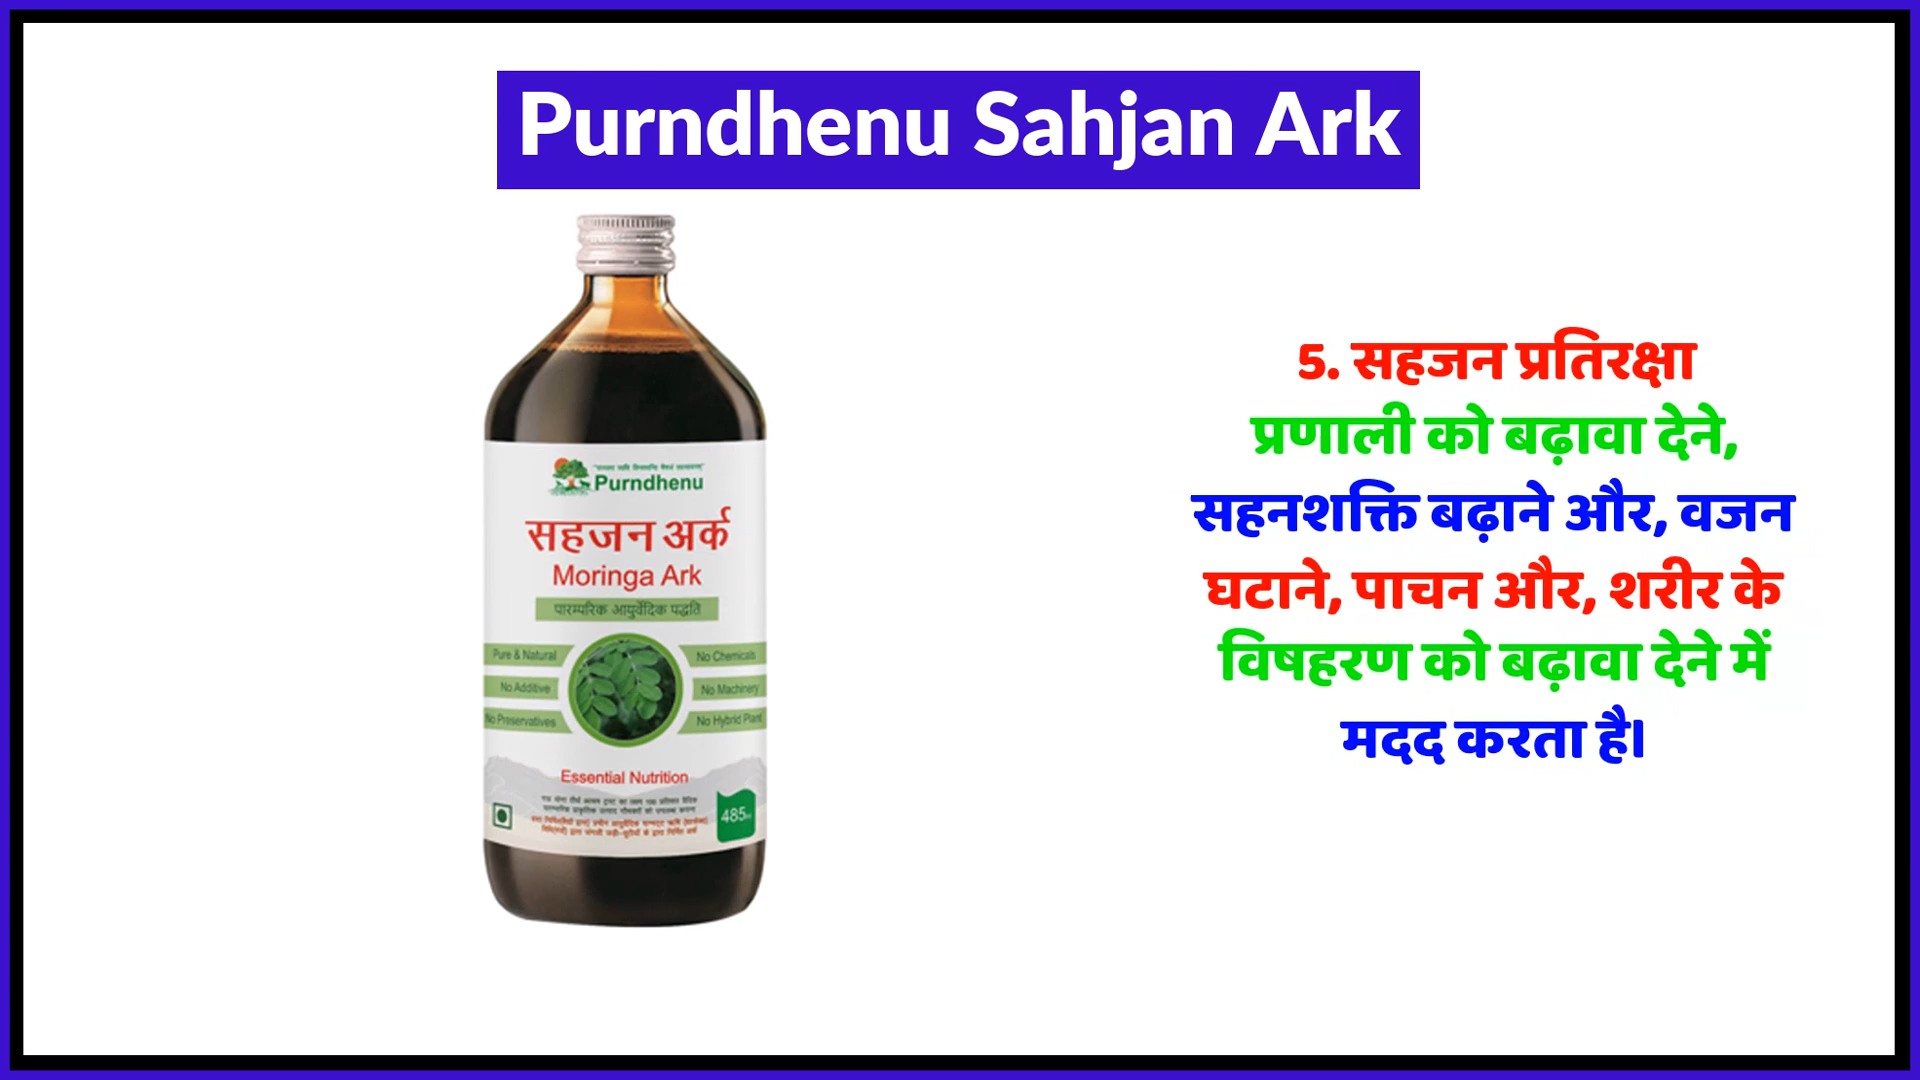 Purndhenu Sahjan Ark
Purndhenu
सहजन अर्क
Moringa Ark
पारम्परिक आयुर्वेदिक पद्धति
Pure & Natural
No Chemicals
No Additive
No Machinery
No Preservatives
No Hybrid Plant
Essential Nutrition
485ml
5. सहजन प्रतिरक्षा
प्रणाली को बढ़ावा देने,
सहनशक्ति बढ़ाने और, वजन
घटाने, पाचन और, शरीर के
विषहरण को बढ़ावा देने में
मदद करता है।